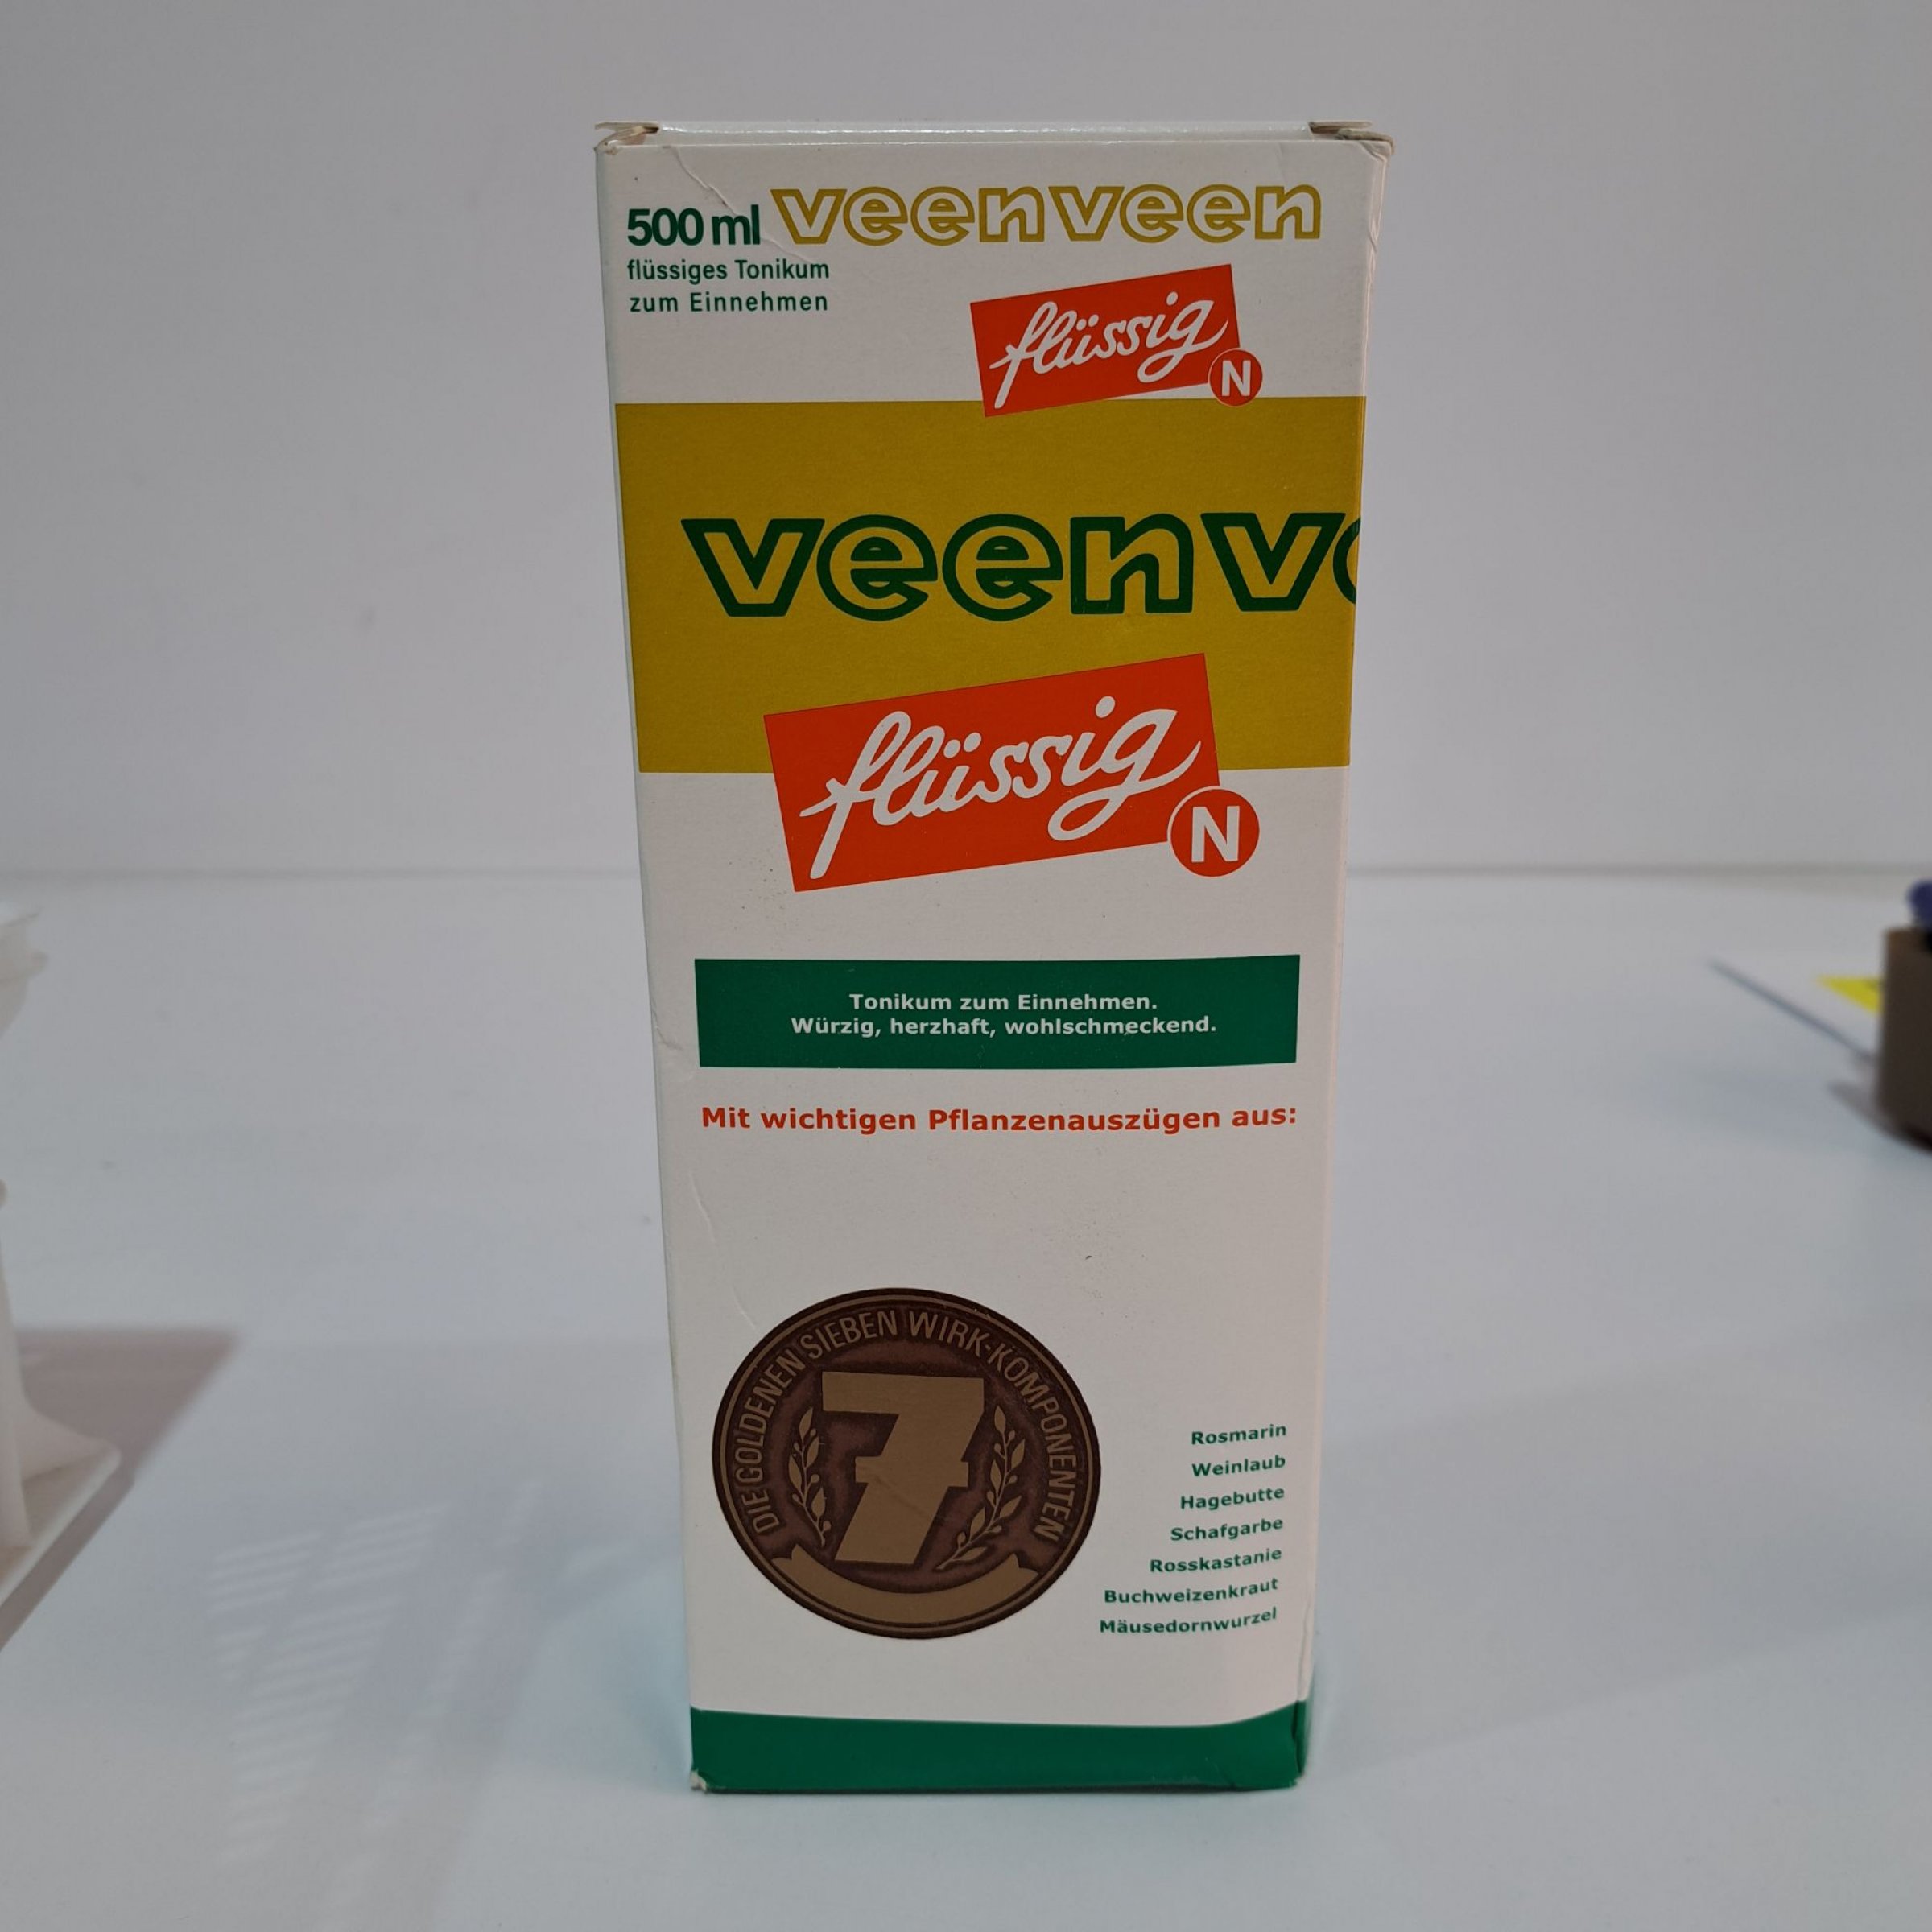 500 ml veenveen
flüssiges Tonikum
zum Einnehmen
flüssig
N
veenv
flüssig
N
Tonikum zum Einnehmen.
Würzig, herzhaft, wohlschmeckend.
Mit wichtigen Pflanzenauszügen aus:
DIE GOLDENEN SIEBEN WIRK-KOMPONENTEN
7
Rosmarin
Weinlaub
Hagebutte
Schafgarbe
Rosskastanie
Buchweizenkraut
Mäusedornwurzel